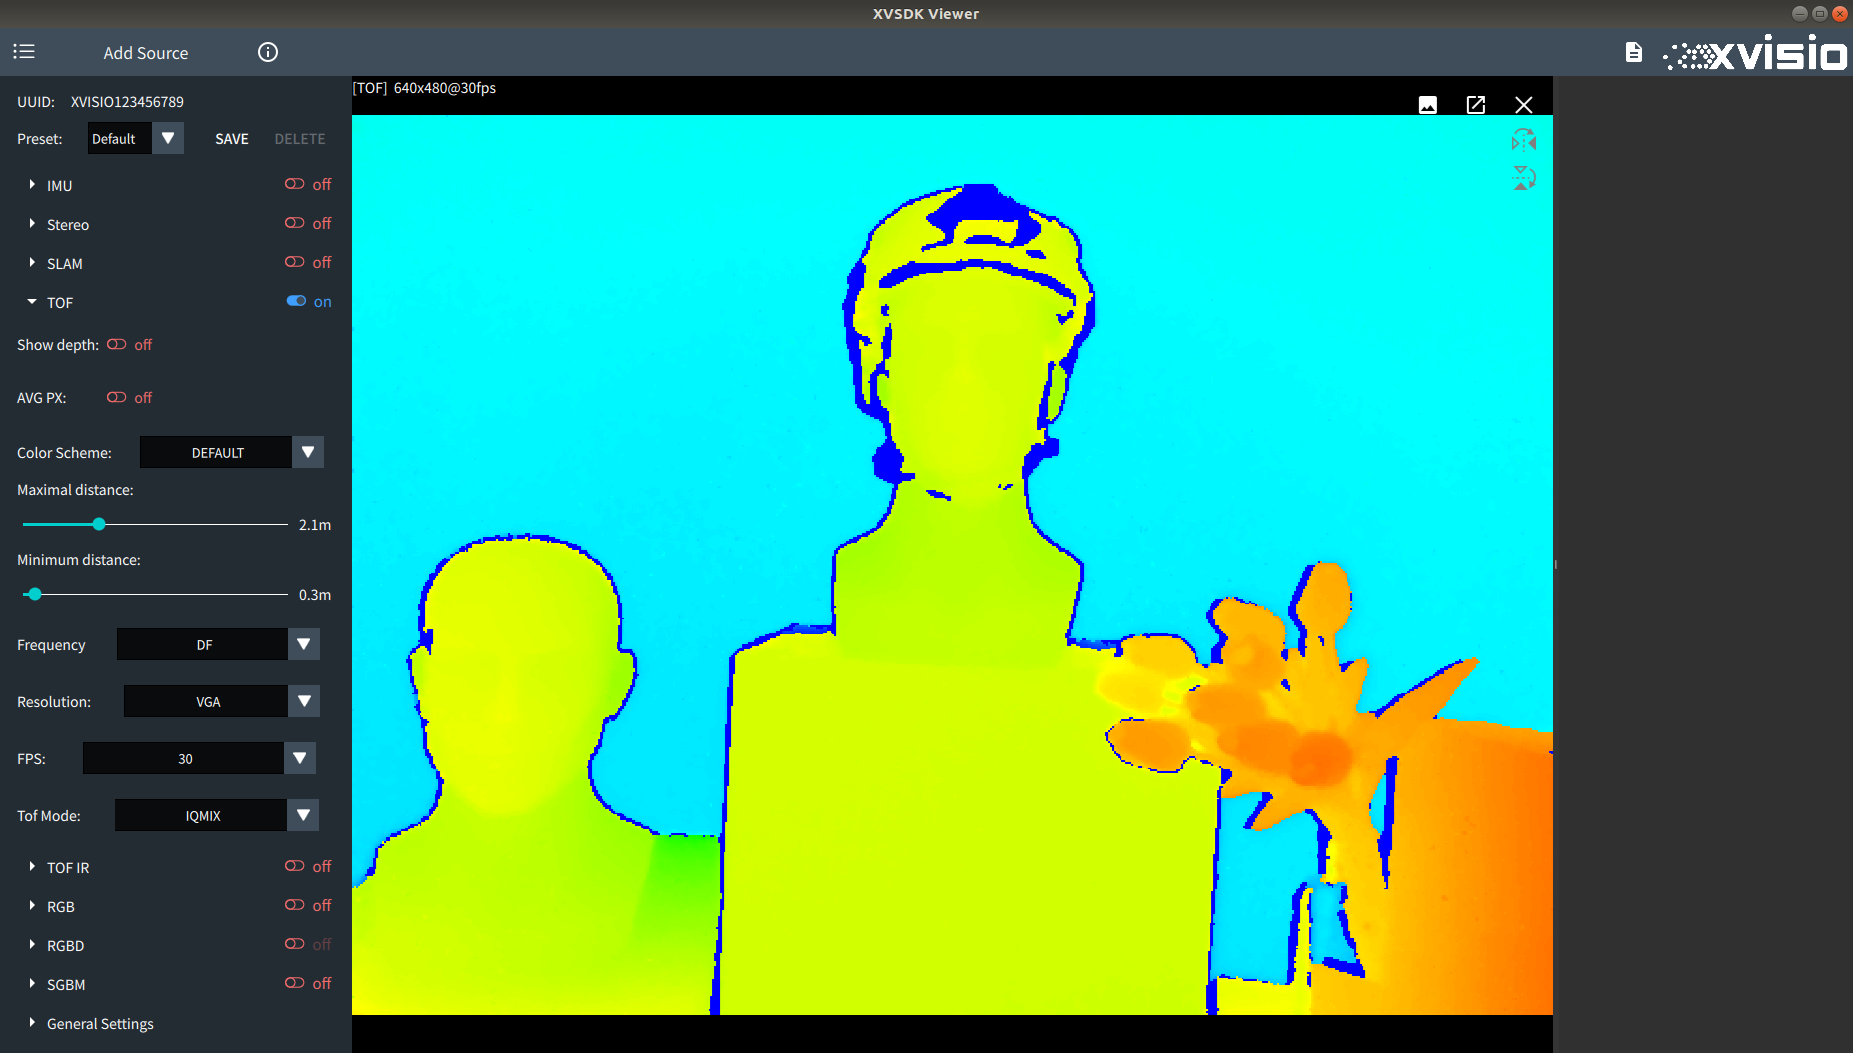 XVSDK Viewer
Add Source
xvisio
UUID: XVISIO123456789
[TOF] 640x480@30fps
Preset: Default SAVE DELETE
IMU off
Stereo off
SLAM off
TOF on
Show depth: off
AVG PX: off
Color Scheme: DEFAULT
Maximal distance:
2.1m
Minimum distance:
0.3m
Frequency DF
Resolution: VGA
FPS: 30
Tof Mode: IQMIX
TOF IR off
RGB off
RGBD off
SGBM off
General Settings